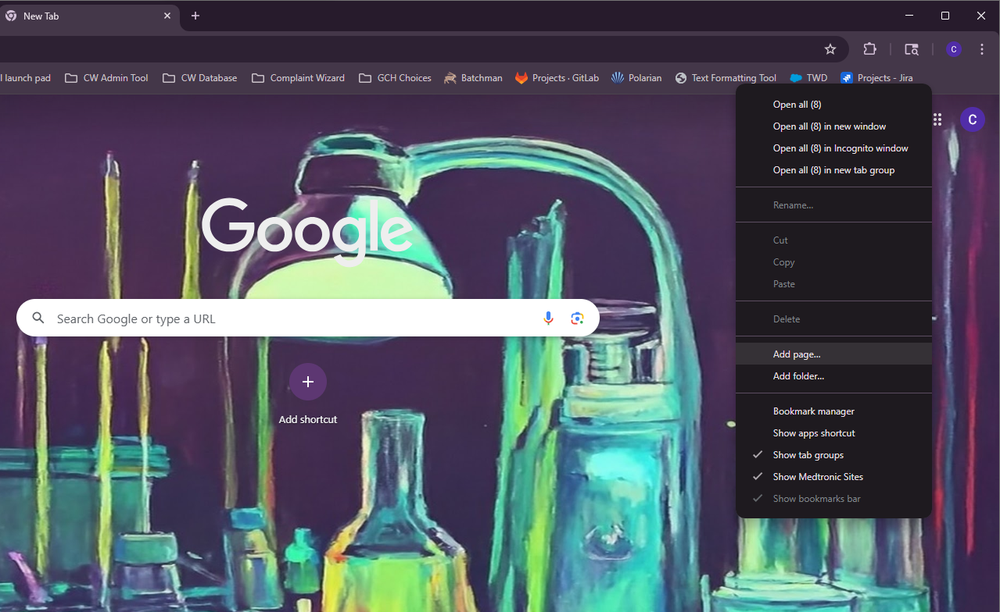 New Tab
l launch pad
CW Admin Tool
CW Database
Complaint Wizard
GCH Choices
Batchman
Projects · GitLab
Polarian
Text Formatting Tool
TWD
Projects - Jira
C
C
Google
Search Google or type a URL
Add shortcut
Open all (8)
Open all (8) in new window
Open all (8) in Incognito window
Open all (8) in new tab group
Rename...
Cut
Copy
Paste
Delete
Add page...
Add folder...
Bookmark manager
Show apps shortcut
Show tab groups
Show Medtronic Sites
Show bookmarks bar